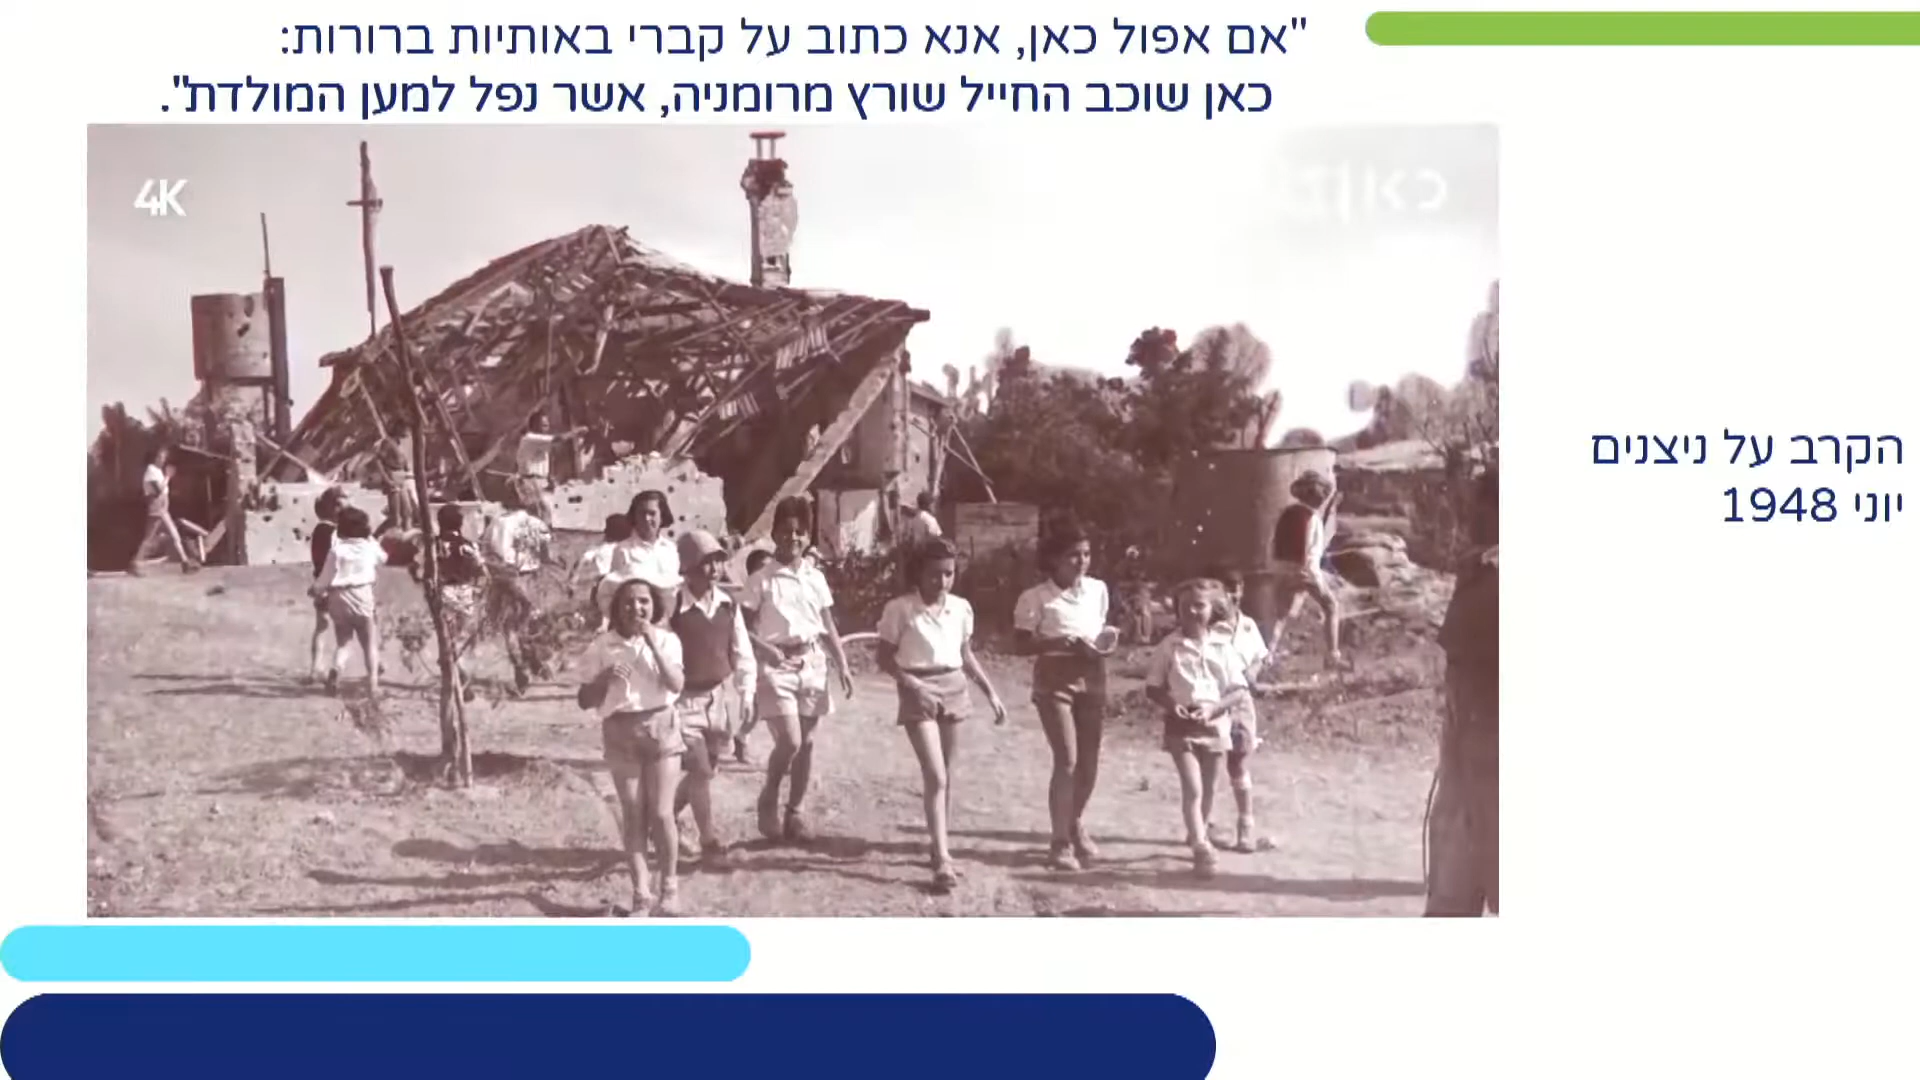 "אם אפול כאן, אנא כתוב על קברי באותיות ברורות:
כאן שוכב החייל שורץ מרומניה, אשר נפל למען המולדת".
4K
כאן
הקרב על ניצנים
יוני 1948